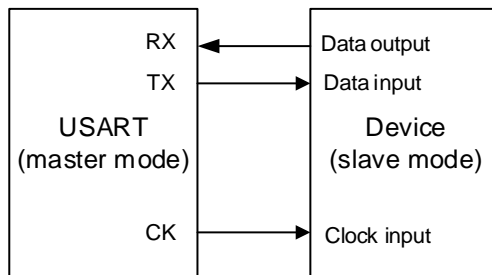 RX
Data output
TX
Data input
USART
(master mode)
Device
(slave mode)
CK
Clock input